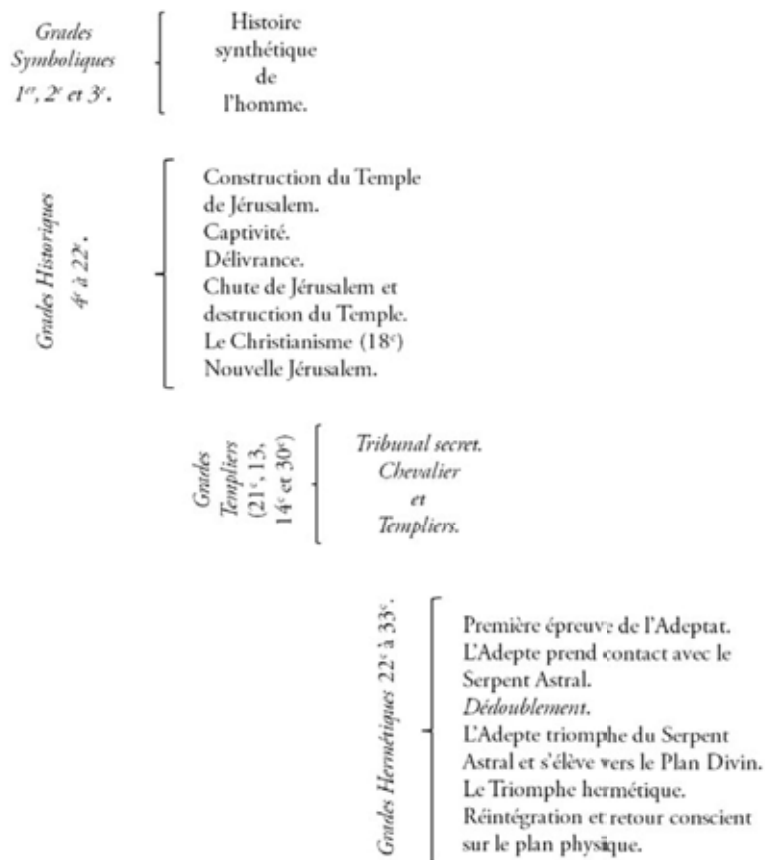 Grades
Symboliques
1er, 2e et 3e.
Histoire
synthétique
de
l'homme.
Grades Historiques
4e à 22e.
Construction du Temple
de Jérusalem.
Captivité.
Délivrance.
Chute de Jérusalem et
destruction du Temple.
Le Christianisme (18e)
Nouvelle Jérusalem.
Grades
Templiers
(21e, 13,
14e et 30e)
Tribunal secret.
Chevalier
et
Templiers.
Grades Hermétiques 22e à 33e.
Première épreuve de l'Adeptat.
L'Adepte prend contact avec le
Serpent Astral.
Dédoublement.
L'Adepte triomphe du Serpent
Astral et s'élève vers le Plan Divin.
Le Triomphe hermétique.
Réintégration et retour conscient
sur le plan physique.